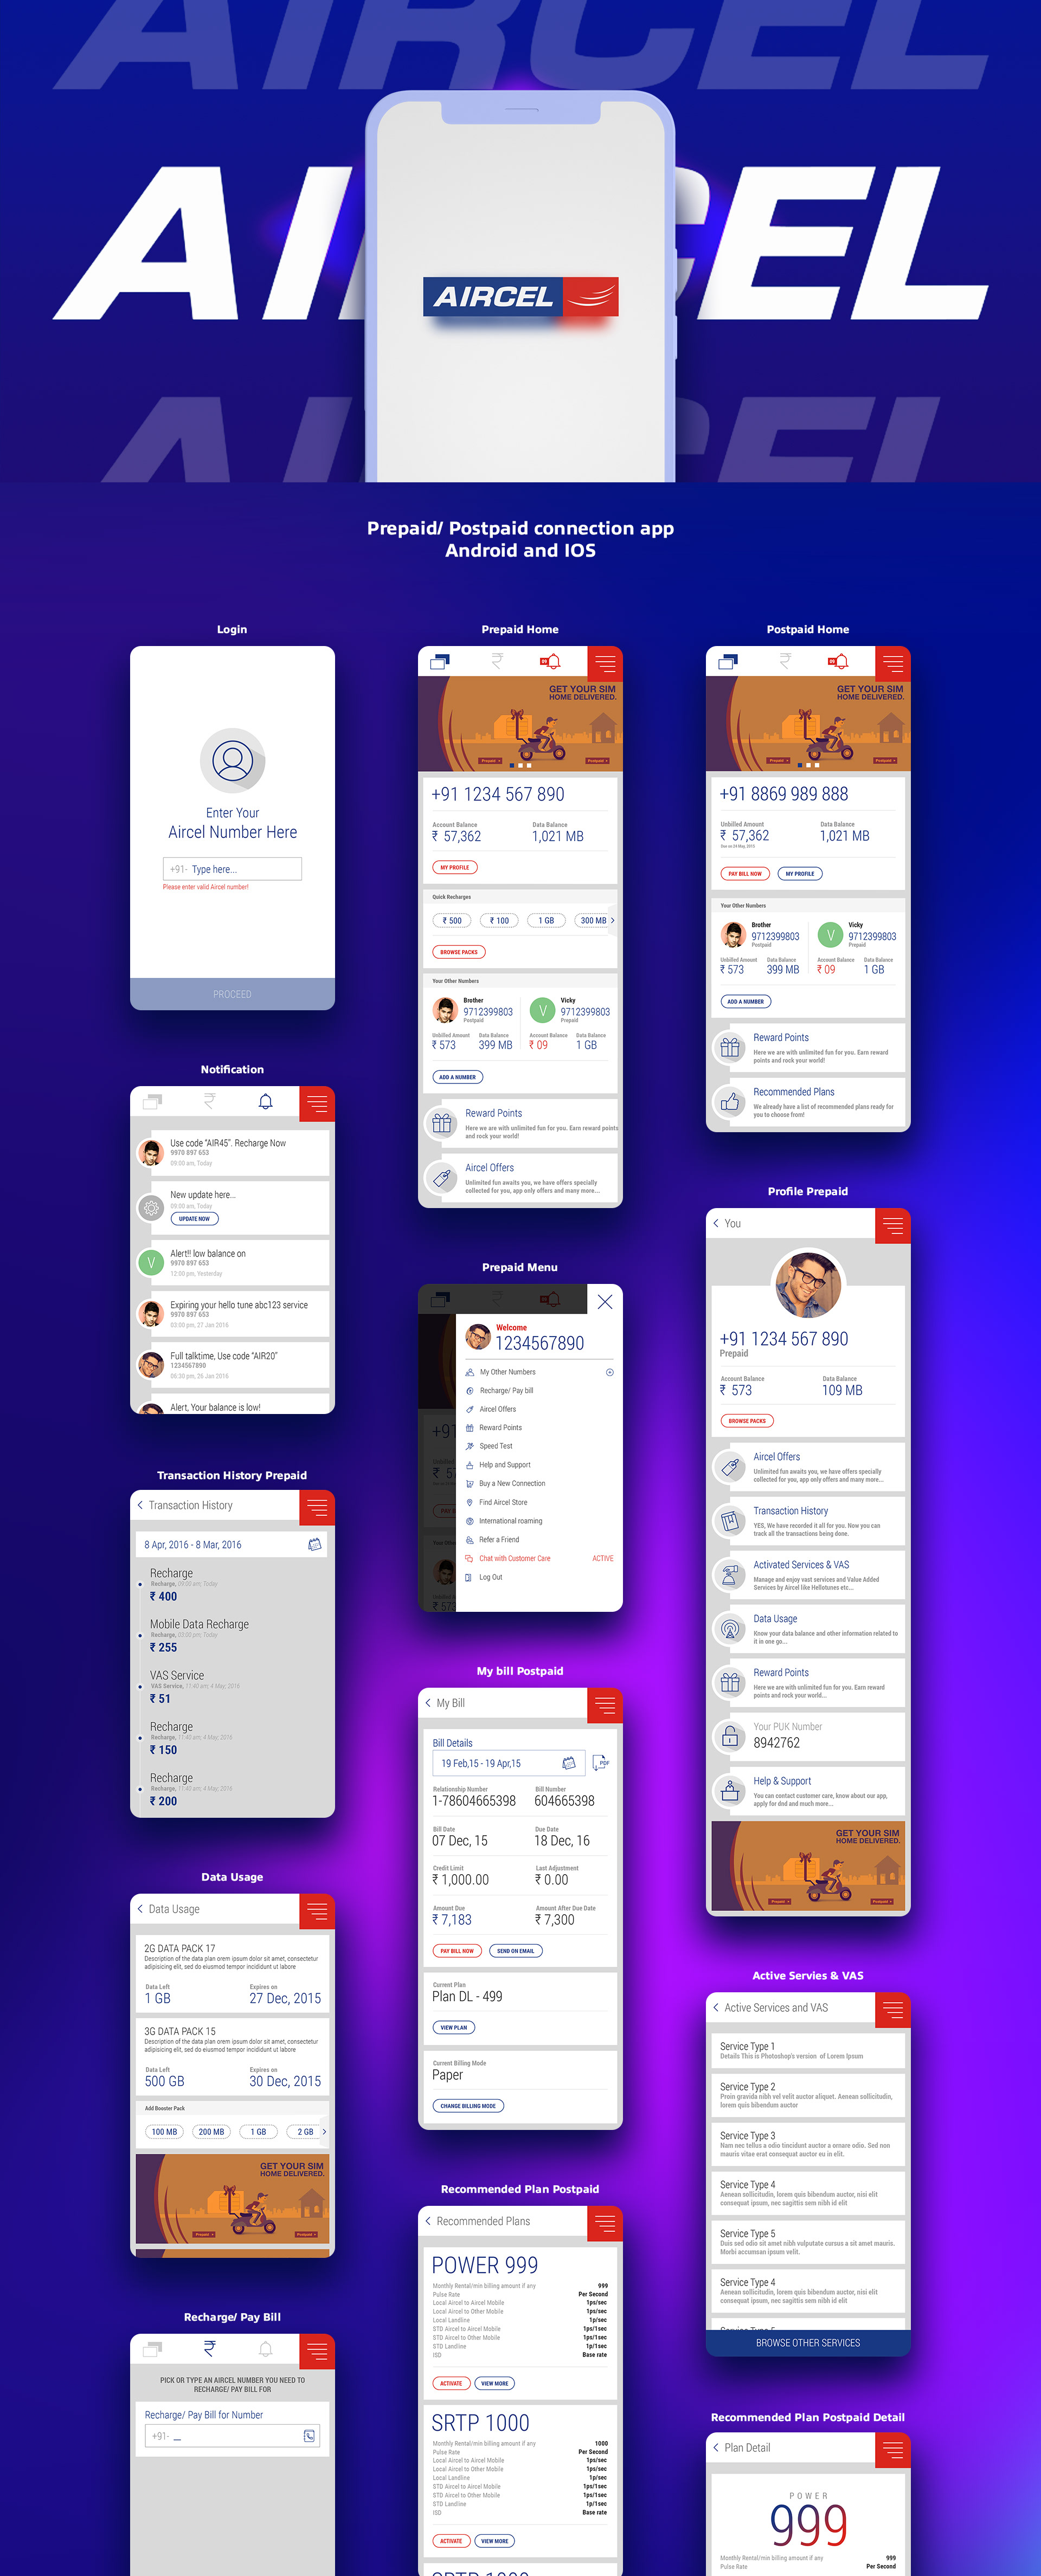 AIRCEL
AIRCEL
AIRCEL
Prepaid/ Postpaid connection app
Android and IOS
Login
Enter Your
Aircel Number Here
+91- Type here...
Please enter valid Aircel number!
PROCEED
Notification
Use code “AIR45”. Recharge Now
9970 897 653
09:00 am, Today
New update here...
09:00 am, Today
UPDATE NOW
V
Alert!! low balance on
9970 897 653
12:00 pm, Yesterday
Expiring your hello tune abc123 service
9970 897 653
03:00 pm, 27 Jan 2016
Full talktime, Use code “AIR20”
1234567890
06:30 pm, 26 Jan 2016
Alert, Your balance is low!
Transaction History Prepaid
Transaction History
8 Apr, 2016 - 8 Mar, 2016
Recharge
Recharge, 09:00 am, Today
₹ 400
Mobile Data Recharge
Recharge, 03:00 pm, Today
₹ 255
VAS Service
VAS Service, 11:40 am, 4 May, 2016
₹ 51
Recharge
Recharge, 11:40 am, 4 May, 2016
₹ 150
Recharge
Recharge, 11:40 am, 4 May, 2016
₹ 200
Data Usage
Data Usage
2G DATA PACK 17
Description of the data plan orem ipsum dolor sit amet, consectetur
adipisicing elit, sed do eiusmod tempor incididunt ut labore
Data Left Expires on
1 GB 27 Dec, 2015
3G DATA PACK 15
Description of the data plan orem ipsum dolor sit amet, consectetur
adipisicing elit, sed do eiusmod tempor incididunt ut labore
Data Left Expires on
500 GB 30 Dec, 2015
Add Booster Pack
100 MB 200 MB 1 GB 2 GB
GET YOUR SIM
HOME DELIVERED.
Prepaid Postpaid
Recharge/ Pay Bill
PICK OR TYPE AN AIRCEL NUMBER YOU NEED TO
RECHARGE/ PAY BILL FOR
Recharge/ Pay Bill for Number
+91- _
Prepaid Home
GET YOUR SIM
HOME DELIVERED.
Prepaid Postpaid
+91 1234 567 890
Account Balance Data Balance
₹ 57,362 1,021 MB
MY PROFILE
Quick Recharges
₹ 500 ₹ 100 1 GB 300 MB
BROWSE PACKS
Your Other Numbers
Brother
9712399803
Postpaid
V
Vicky
9712399803
Prepaid
Unbilled Amount Data Balance Account Balance Data Balance
₹ 573 399 MB ₹ 09 1 GB
ADD A NUMBER
Reward Points
Here we are with unlimited fun for you. Earn reward points
and rock your world!
Aircel Offers
Unlimited fun awaits you, we have offers specially
collected for you, app only offers and many more...
Prepaid Menu
Welcome
1234567890
My Other Numbers
Recharge/ Pay bill
Aircel Offers
Reward Points
Speed Test
Help and Support
Buy a New Connection
Find Aircel Store
International roaming
Refer a Friend
Chat with Customer Care ACTIVE
Log Out
My bill Postpaid
My Bill
Bill Details
19 Feb,15 - 19 Apr,15
PDF
Relationship Number Bill Number
1-78604665398 604665398
Bill Date Due Date
07 Dec, 15 18 Dec, 16
Credit Limit Last Adjustment
₹ 1,000.00 ₹ 0.00
Amount Due Amount After Due Date
₹ 7,183 ₹ 7,300
PAY BILL NOW SEND ON EMAIL
Current Plan
Plan DL - 499
VIEW PLAN
Current Billing Mode
Paper
CHANGE BILLING MODE
Recommended Plan Postpaid
Recommended Plans
POWER 999
Monthly Rental/min billing amount if any 999
Pulse Rate Per Second
Local Aircel to Aircel Mobile 1ps/sec
Local Aircel to Other Mobile 1ps/sec
Local Landline 1p/sec
STD Aircel to Aircel Mobile 1ps/1sec
STD Aircel to Other Mobile 1ps/1sec
STD Landline 1p/1sec
ISD Base rate
ACTIVATE VIEW MORE
SRTP 1000
Monthly Rental/min billing amount if any 1000
Pulse Rate Per Second
Local Aircel to Aircel Mobile 1ps/sec
Local Aircel to Other Mobile 1ps/sec
Local Landline 1p/sec
STD Aircel to Aircel Mobile 1ps/1sec
STD Aircel to Other Mobile 1ps/1sec
STD Landline 1p/1sec
ISD Base rate
ACTIVATE VIEW MORE
SRTP 1000
Postpaid Home
GET YOUR SIM
HOME DELIVERED.
Prepaid Postpaid
+91 8869 989 888
Unbilled Amount Data Balance
₹ 57,362 1,021 MB
PAY BILL NOW MY PROFILE
Your Other Numbers
Brother
9712399803
Postpaid
V
Vicky
9712399803
Prepaid
Unbilled Amount Data Balance Account Balance Data Balance
₹ 573 399 MB ₹ 09 1 GB
ADD A NUMBER
Reward Points
Here we are with unlimited fun for you. Earn reward
points and rock your world!
Recommended Plans
We already have a list of recommended plans ready for
you to choose from!
Profile Prepaid
You
+91 1234 567 890
Prepaid
Account Balance Data Balance
₹ 573 109 MB
BROWSE PACKS
Aircel Offers
Unlimited fun awaits you, we have offers specially
collected for you, app only offers and many more...
Transaction History
YES, We have recorded it all for you. Now you can
track all the transactions being done.
Activated Services & VAS
Manage and enjoy vast services and Value Added
Services by Aircel like Hellotunes etc...
Data Usage
Know your data balance and other information related to
it in one go...
Reward Points
Here we are with unlimited fun for you. Earn reward
points and rock your world...
Your PUK Number
8942762
Help & Support
You can contact customer care, know about our app,
apply for dnd and much more...
GET YOUR SIM
HOME DELIVERED.
Prepaid Postpaid
Active Servies & VAS
Active Services and VAS
Service Type 1
Details This is Photoshop's version of Lorem Ipsum
Service Type 2
Proin gravida nibh vel velit auctor aliquet. Aenean sollicitudin,
lorem quis bibendum auctor
Service Type 3
Nam nec tellus a odio tincidunt auctor a ornare odio. Sed non
mauris vitae erat consequat auctor eu in elit.
Service Type 4
Aenean sollicitudin, lorem quis bibendum auctor, nisi elit
consequat ipsum, nec sagittis sem nibh id elit
Service Type 5
Duis sed odio sit amet nibh vulputate cursus a sit amet mauris.
Morbi accumsan ipsum velit.
Service Type 4
Aenean sollicitudin, lorem quis bibendum auctor, nisi elit
consequat ipsum, nec sagittis sem nibh id elit
BROWSE OTHER SERVICES
Recommended Plan Postpaid Detail
Plan Detail
POWER
999
Monthly Rental/min billing amount if any 999
Pulse Rate Per Second